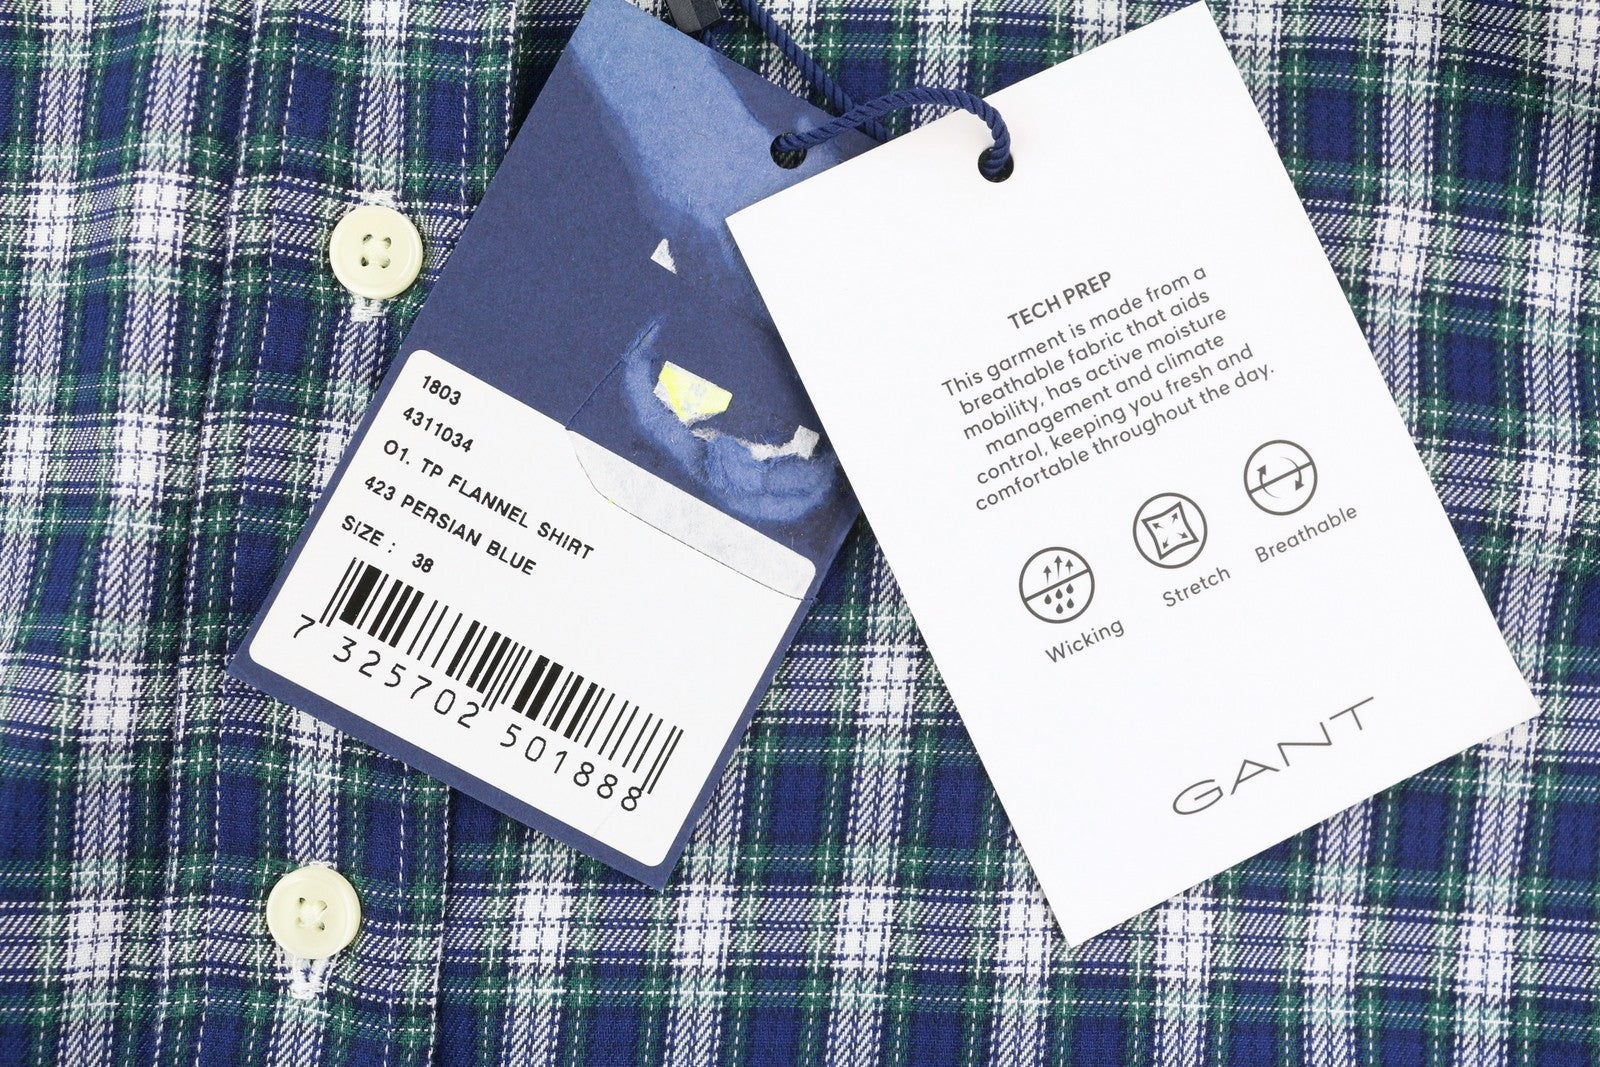 1803
4311034
O1. TP FLANNEL SHIRT
423 PERSIAN BLUE
SIZE : 38
7 325702 501888
TECH PREP
This garment is made from a
breathable fabric that aids
mobility, has active moisture
management and climate
control, keeping you fresh and
comfortable throughout the day.
Wicking
Stretch
Breathable
GANT